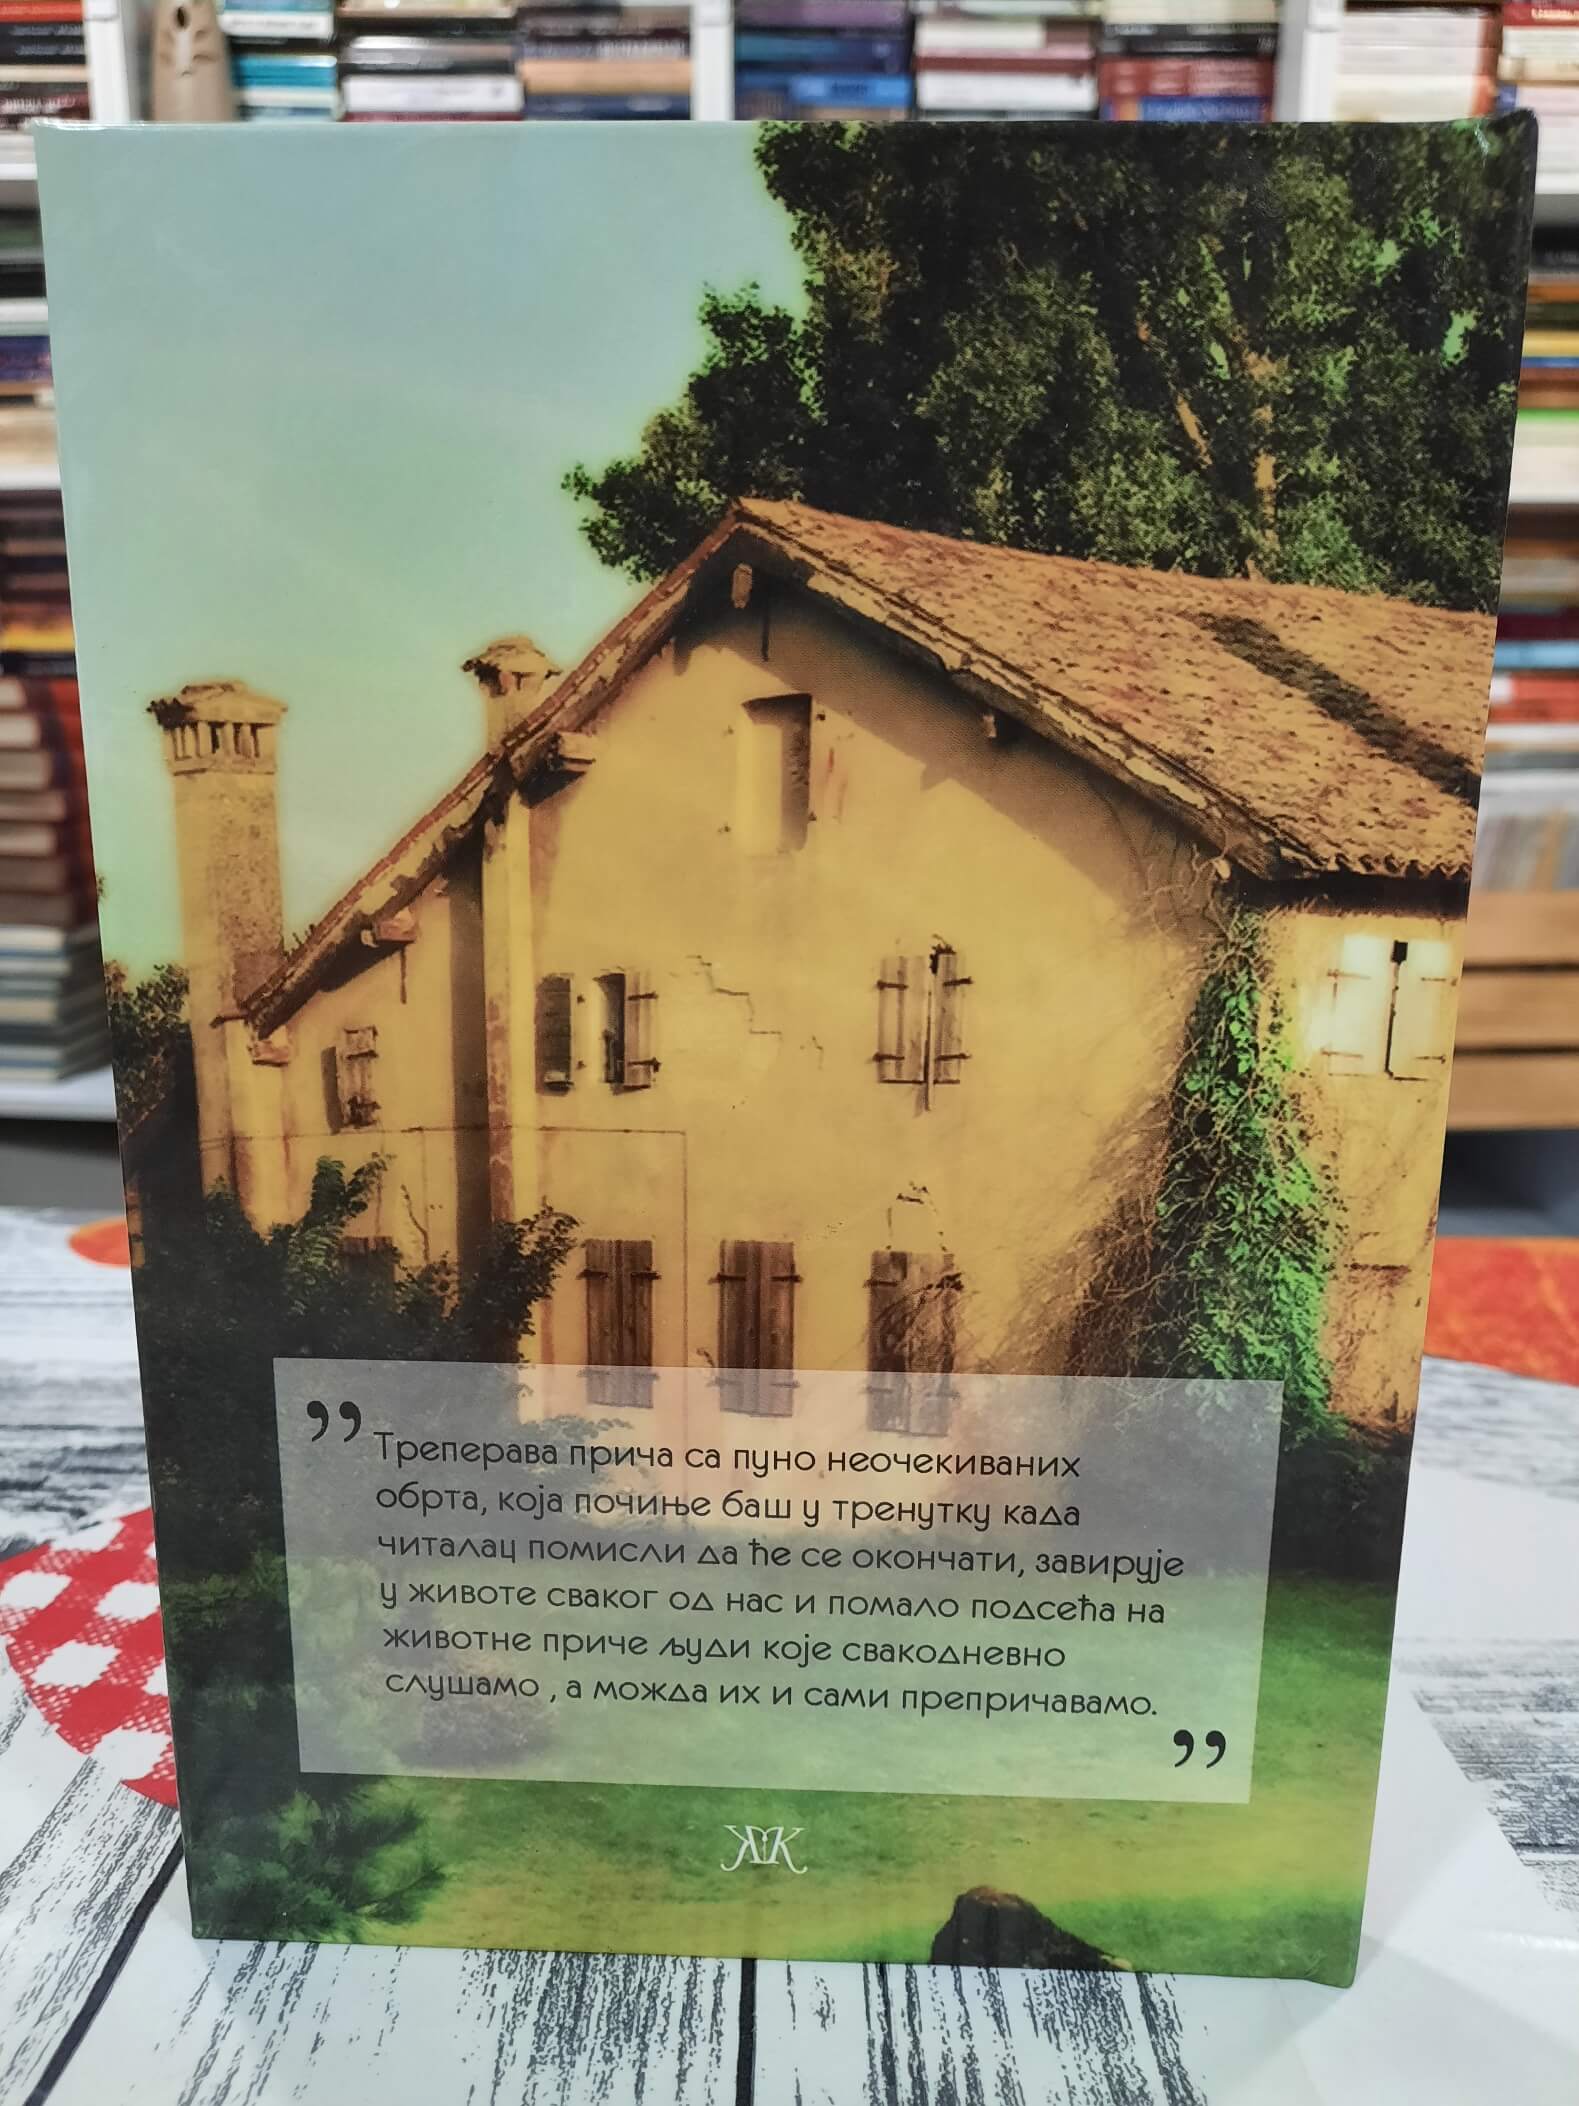 ,, Треперава прича са пуно неочекиваних
обрта, која почиње баш у тренутку када
читалац помисли да ће се окончати, завирује
у животе сваког од нас и помало подсећа на
животне приче људи које свакодневно
слушамо , а можда их и сами препричавамо.
,,